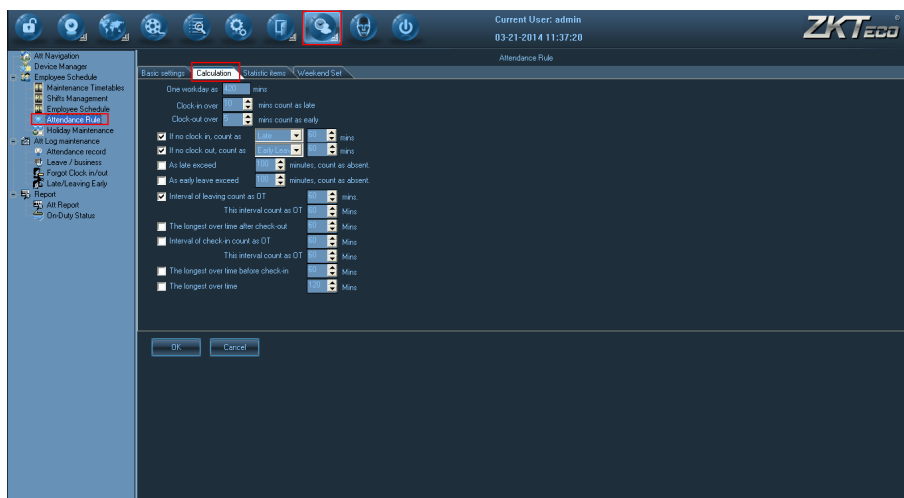 Current User: admin
03-21-2014 11:37:20
ZKTeco
Att Navigation
Device Manager
Employee Schedule
Maintenance Timetables
Shifts Management
Employee Schedule
Attendance Rule
Holiday Maintenance
Att Log maintenance
Attendance record
Leave / business
Forgot Clock in/out
Late/Leaving Early
Report
Att Report
On-Duty Status
Attendance Rule
Basic settings Calculation Statistic items Weekend Set
One workday as 420 mins
Clock-in over 10 mins count as late
Clock-out over 5 mins count as early
If no clock in, count as Late 60 mins
If no clock out, count as Early Leav 60 mins
As late exceed 100 minutes, count as absent.
As early leave exceed 100 minutes, count as absent.
Interval of leaving count as OT 60 mins.
This interval count as OT 60 Mins
The longest over time after check-out 60 Mins
Interval of check-in count as OT 60 Mins
This interval count as OT 60 Mins
The longest over time before check-in 60 Mins
The longest over time 120 Mins
OK Cancel